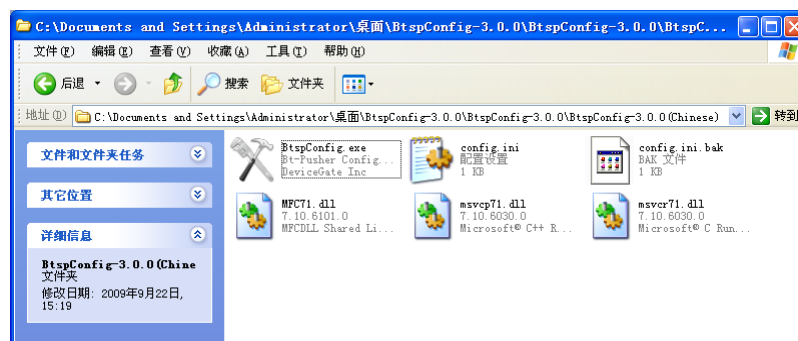 C:\Documents and Settings\Administrator\桌面\BtspConfig-3.0.0\BtspConfig-3.0.0\BtspC...
文件(F) 编辑(E) 查看(V) 收藏(A) 工具(T) 帮助(H)
后退 搜索 文件夹
地址(D) C:\Documents and Settings\Administrator\桌面\BtspConfig-3.0.0\BtspConfig-3.0.0\BtspConfig-3.0.0(Chinese) 转到
文件和文件夹任务
其它位置
详细信息
BtspConfig-3.0.0(Chine
文件夹
修改日期: 2009年9月22日,
15:19
BtspConfig.exe
Bt-Pusher Config...
DeviceGate Inc
config.ini
配置设置
1 KB
config.ini.bak
BAK 文件
1 KB
MFC71.dll
7.10.6101.0
MFCDLL Shared Li...
msvcp71.dll
7.10.6030.0
Microsoft® C++ R...
msvcr71.dll
7.10.6030.0
Microsoft® C Run...